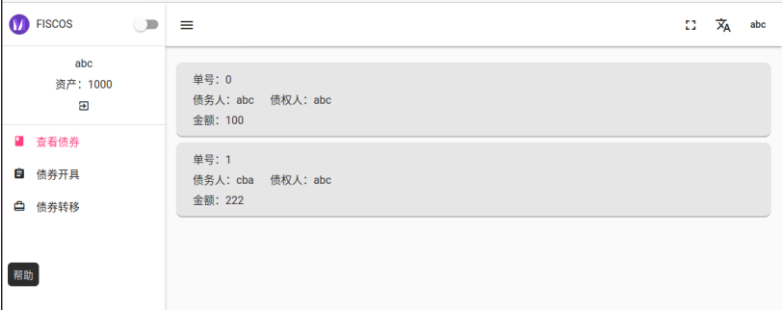 FISCOS
abc
abc
资产：1000
查看债券
债券开具
债券转移
帮助
单号：0
债务人：abc 债权人：abc
金额：100
单号：1
债务人：cba 债权人：abc
金额：222